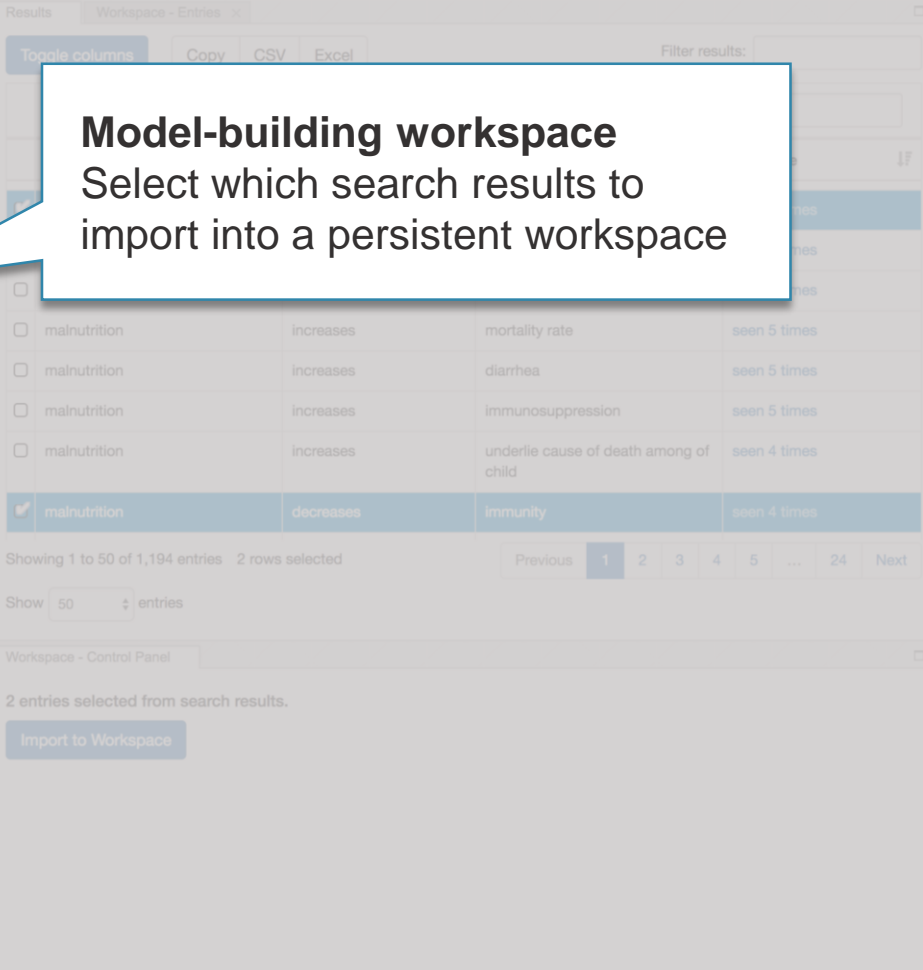 Results Workspace - Entries ×
Toggle columns Copy CSV Excel Filter results:
Model-building workspace
Select which search results to
import into a persistent workspace
malnutrition increases mortality rate seen 5 times
malnutrition increases diarrhea seen 5 times
malnutrition increases immunosuppression seen 5 times
malnutrition increases underlie cause of death among of seen 4 times
child
malnutrition decreases immunity seen 4 times
Showing 1 to 50 of 1,194 entries 2 rows selected Previous 1 2 3 4 5 … 24 Next
Show 50 entries
Workspace - Control Panel
2 entries selected from search results.
Import to Workspace